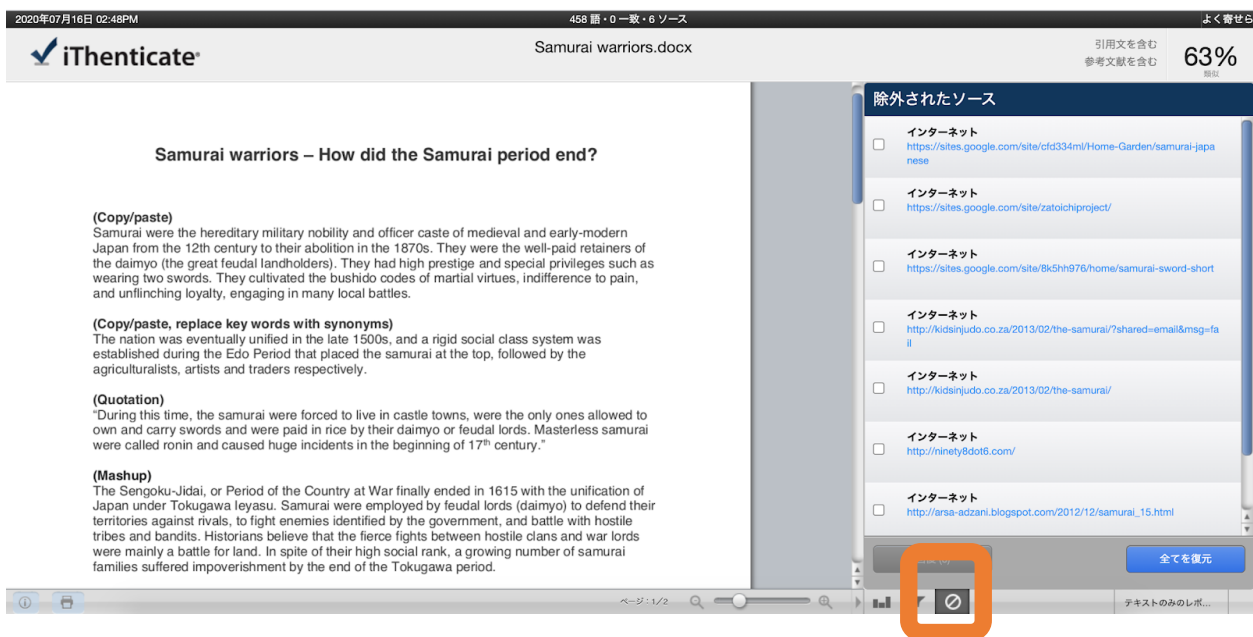 2020年07月16日 02:48PM
458 語・0 一致・6 ソース
よく寄せら
iThenticate
Samurai warriors.docx
引用文を含む
参考文献を含む
63%
類似
Samurai warriors – How did the Samurai period end?
(Copy/paste)
Samurai were the hereditary military nobility and officer caste of medieval and early-modern
Japan from the 12th century to their abolition in the 1870s. They were the well-paid retainers of
the daimyo (the great feudal landholders). They had high prestige and special privileges such as
wearing two swords. They cultivated the bushido codes of martial virtues, indifference to pain,
and unflinching loyalty, engaging in many local battles.
(Copy/paste, replace key words with synonyms)
The nation was eventually unified in the late 1500s, and a rigid social class system was
established during the Edo Period that placed the samurai at the top, followed by the
agriculturalists, artists and traders respectively.
(Quotation)
“During this time, the samurai were forced to live in castle towns, were the only ones allowed to
own and carry swords and were paid in rice by their daimyo or feudal lords. Masterless samurai
were called ronin and caused huge incidents in the beginning of 17th century.”
(Mashup)
The Sengoku-Jidai, or Period of the Country at War finally ended in 1615 with the unification of
Japan under Tokugawa Ieyasu. Samurai were employed by feudal lords (daimyo) to defend their
territories against rivals, to fight enemies identified by the government, and battle with hostile
tribes and bandits. Historians believe that the fierce fights between hostile clans and war lords
were mainly a battle for land. In spite of their high social rank, a growing number of samurai
families suffered impoverishment by the end of the Tokugawa period.
除外されたソース
インターネット
https://sites.google.com/site/cfd334ml/Home-Garden/samurai-japa
nese
インターネット
https://sites.google.com/site/zatoichiproject/
インターネット
https://sites.google.com/site/8k5hh976/home/samurai-sword-short
インターネット
http://kidsinjudo.co.za/2013/02/the-samurai/?shared=email&msg=fa
il
インターネット
http://kidsinjudo.co.za/2013/02/the-samurai/
インターネット
http://ninety8dot6.com/
インターネット
http://arsa-adzani.blogspot.com/2012/12/samurai_15.html
(0)
全てを復元
ページ: 1/2
テキストのみのレポ...